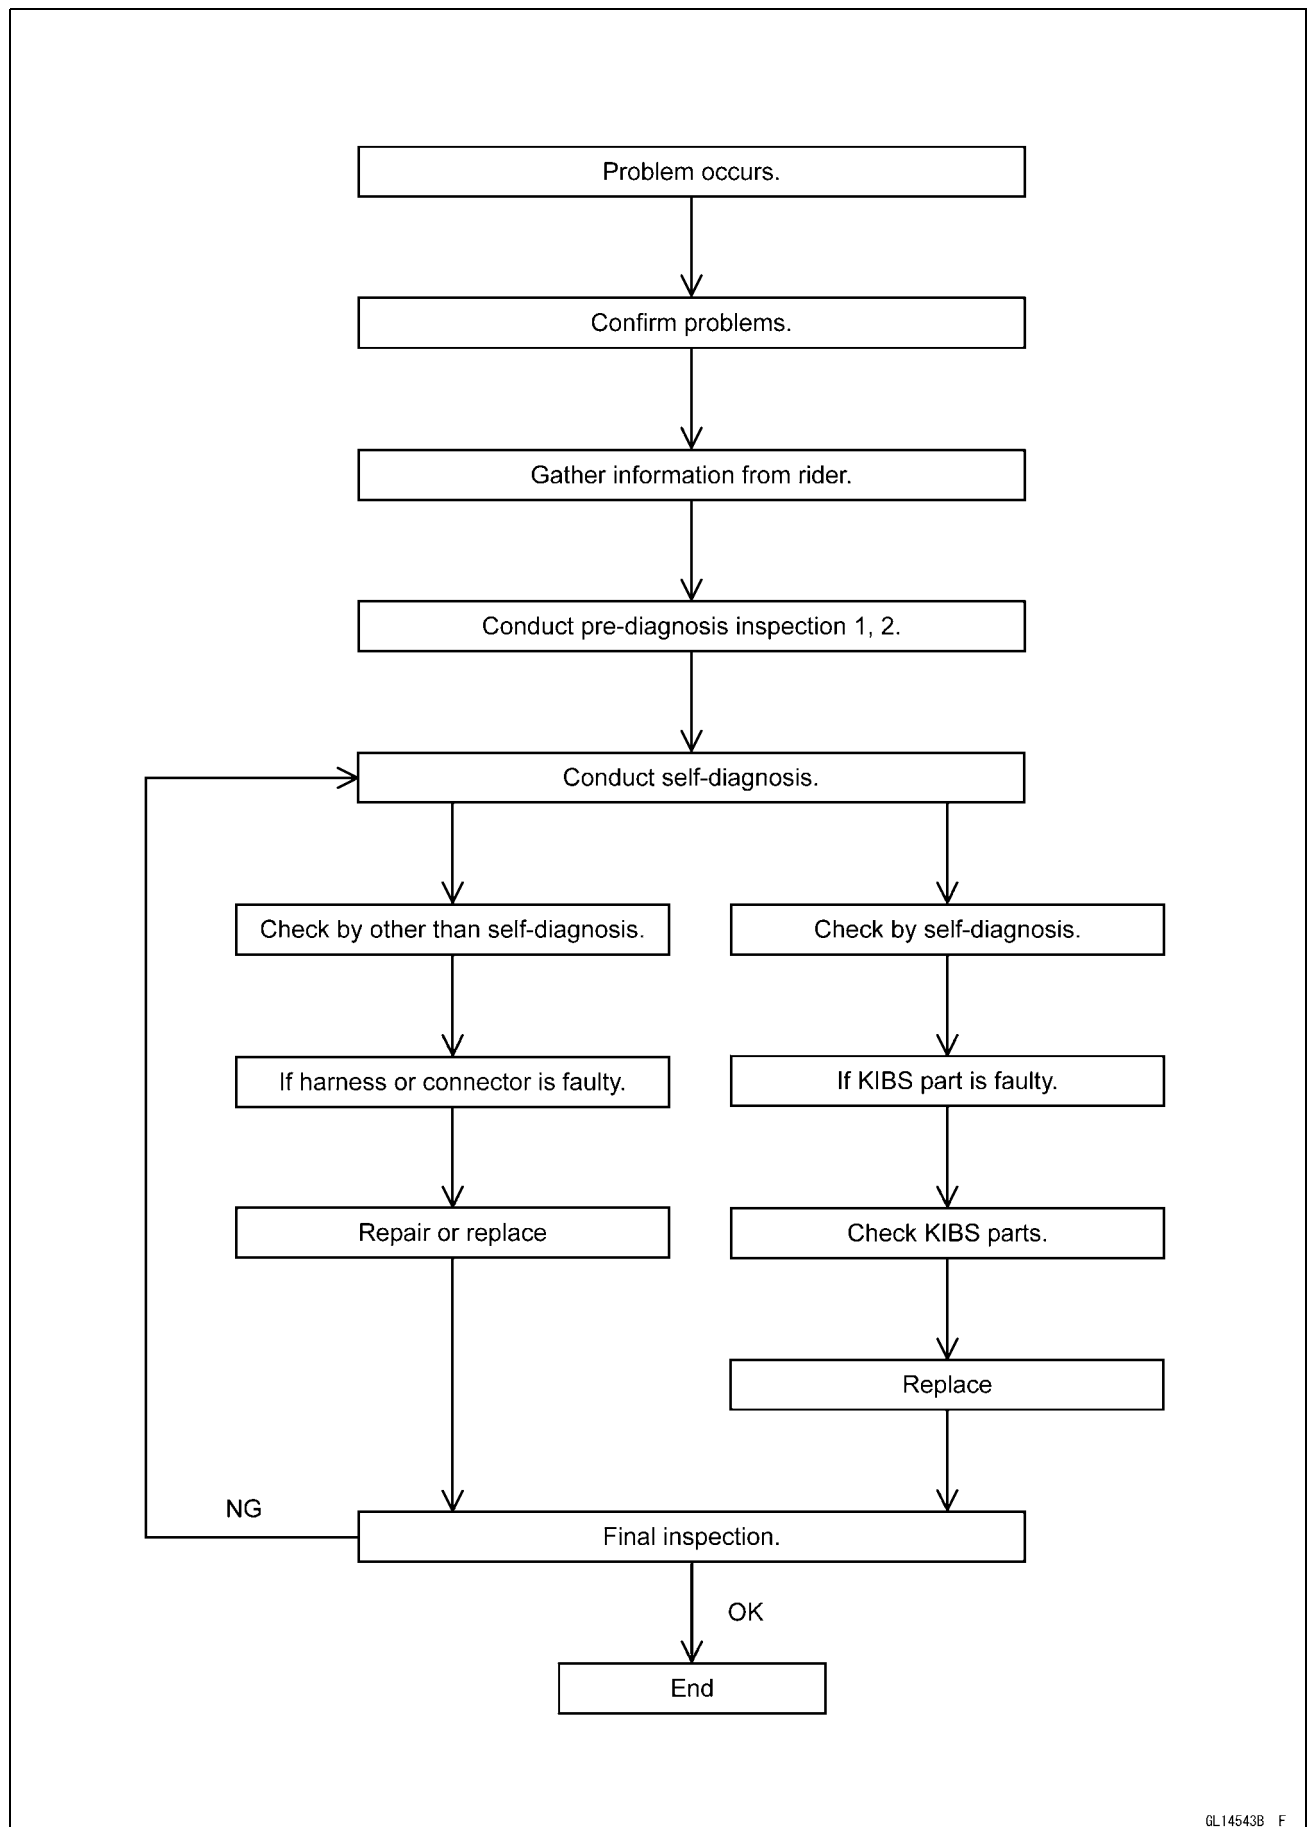 Problem occurs.
Confirm problems.
Gather information from rider.
Conduct pre-diagnosis inspection 1, 2.
Conduct self-diagnosis.
Check by other than self-diagnosis.
Check by self-diagnosis.
If harness or connector is faulty.
If KIBS part is faulty.
Repair or replace
Check KIBS parts.
Replace
NG
Final inspection.
OK
End
GL14543B F